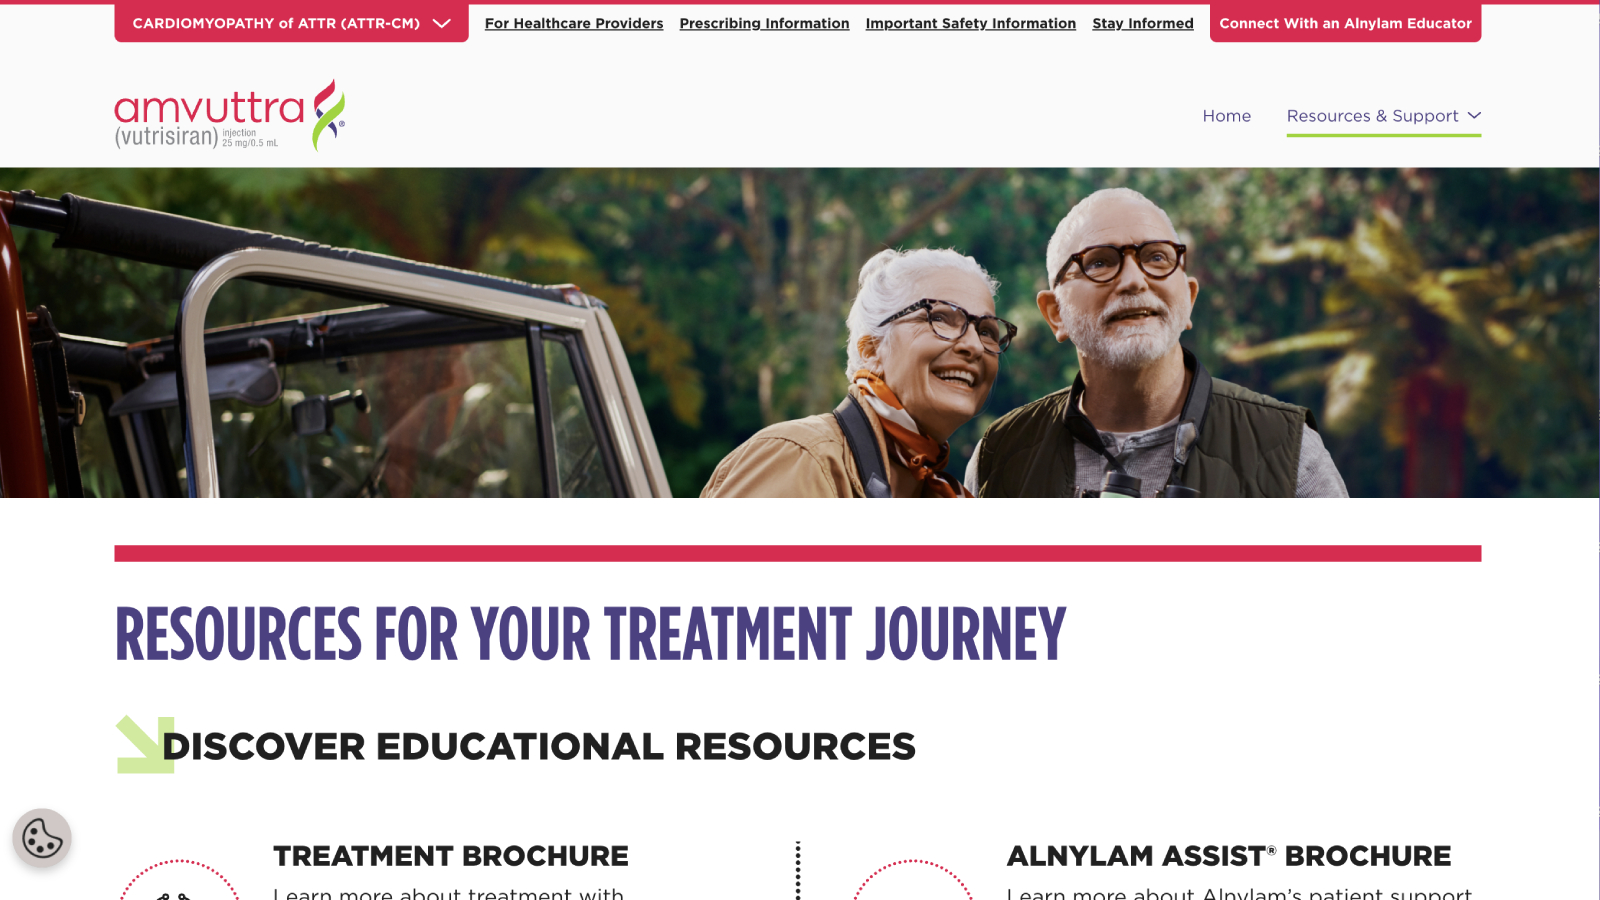 CARDIOMYOPATHY of ATTR (ATTR-CM)
For Healthcare Providers
Prescribing Information
Important Safety Information
Stay Informed
Connect With an Alnylam Educator
amvuttra
(vutrisiran) injection 25 mg/0.5 mL
®
Home
Resources & Support
RESOURCES FOR YOUR TREATMENT JOURNEY
DISCOVER EDUCATIONAL RESOURCES
TREATMENT BROCHURE
Learn more about treatment with
ALNYLAM ASSIST® BROCHURE
Learn more about Alnylam's patient support